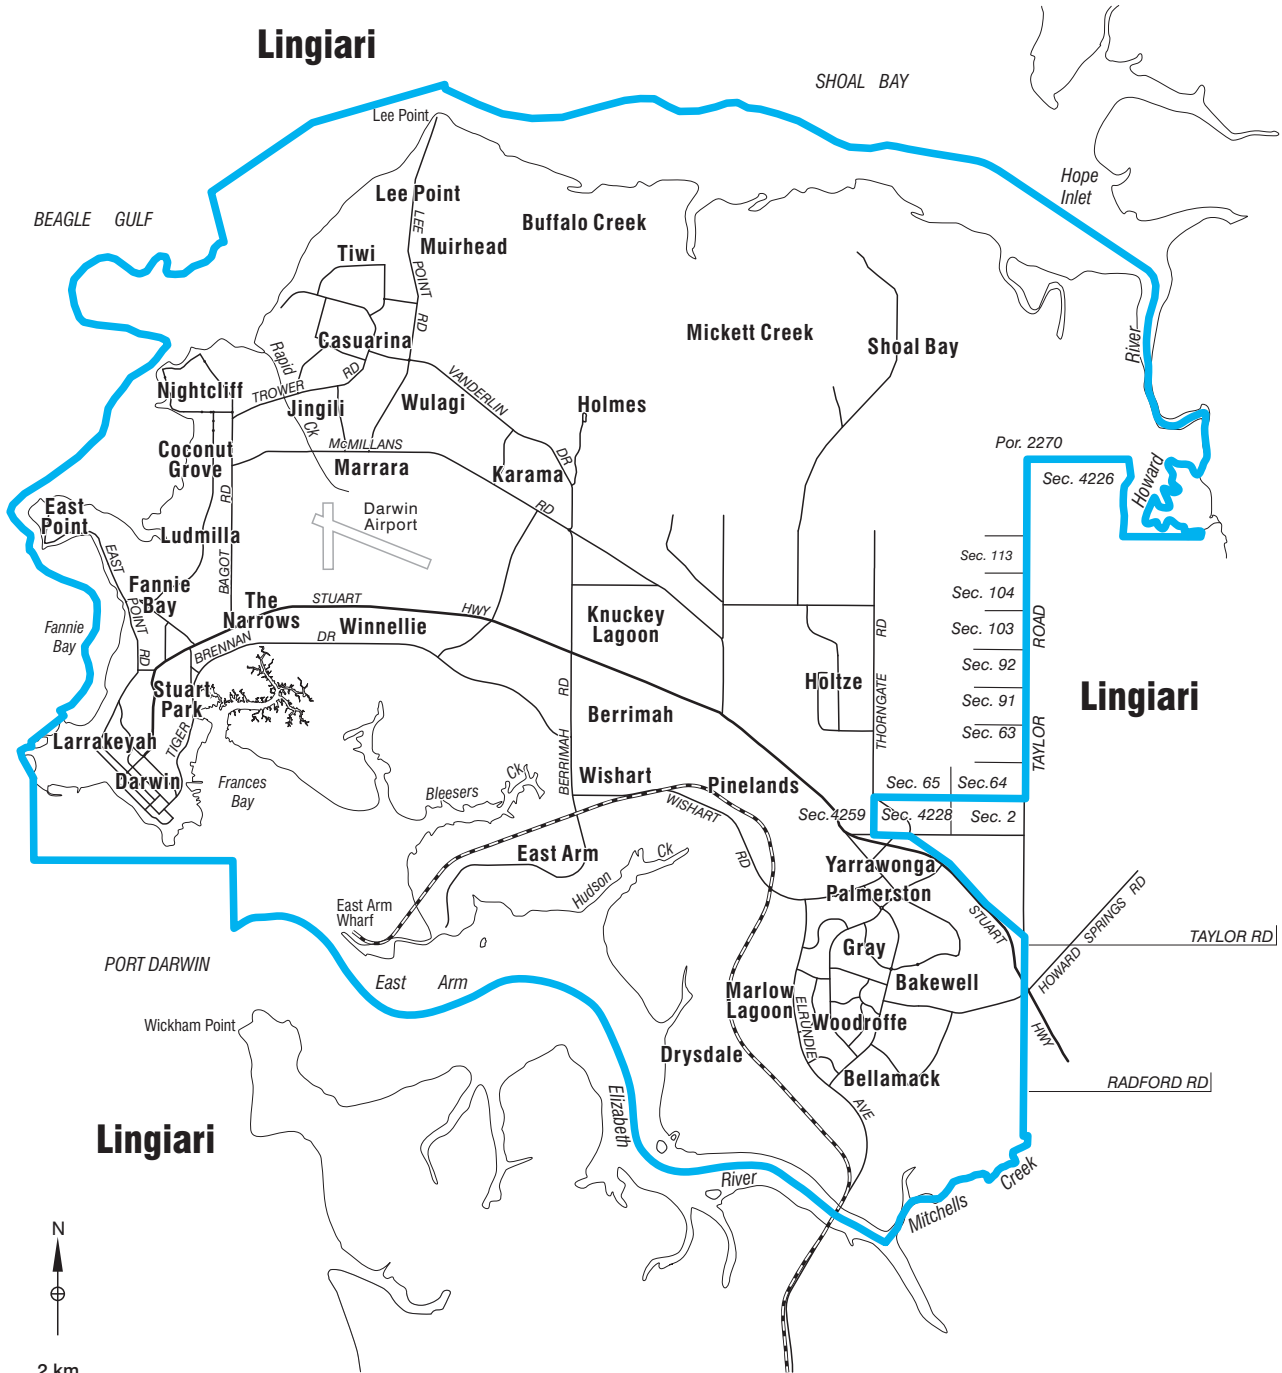 Lingiari
SHOAL BAY
Lee Point
Hope
Inlet
BEAGLE GULF
Lee Point
LEE
POINT
RD
Buffalo Creek
Muirhead
Tiwi
Mickett Creek
Shoal Bay
River
Casuarina
Rapid
Ck
Nightcliff
TROWER
RD
VANDERLIN
DR
Jingili
Wulagi
Holmes
McMILLANS
RD
Coconut
Grove
Marrara
Karama
Por. 2270
Sec. 4226
Howard
East
Point
RD
BAGOT
Darwin
Airport
Ludmilla
EAST
POINT
RD
Sec. 113
Fannie
Bay
Sec. 104
The
Narrows
STUART
HWY
Knuckey
Lagoon
RD
THORNGATE
Sec. 103
ROAD
TAYLOR
Fannie
Bay
BRENNAN
DR
Winnellie
Sec. 92
Holtze
Stuart
Park
RD
BERRIMAH
Berrimah
Sec. 91
Lingiari
Sec. 63
Larrakeyah
TIGER
Darwin
Frances
Bay
Bleesers
Ck
Wishart
Pinelands
Sec. 65
Sec.64
WISHART
RD
Sec.4259
Sec. 4228
Sec. 2
East Arm
Hudson
Ck
Yarrawonga
Palmerston
East Arm
Wharf
STUART
HWY
HOWARD SPRINGS RD
TAYLOR RD
PORT DARWIN
Gray
East Arm
Bakewell
Marlow
Lagoon
ELRUNDIE
AVE
Wickham Point
Woodroffe
Drysdale
Bellamack
RADFORD RD
Elizabeth
River
Lingiari
Mitchells
Creek
N
2 km